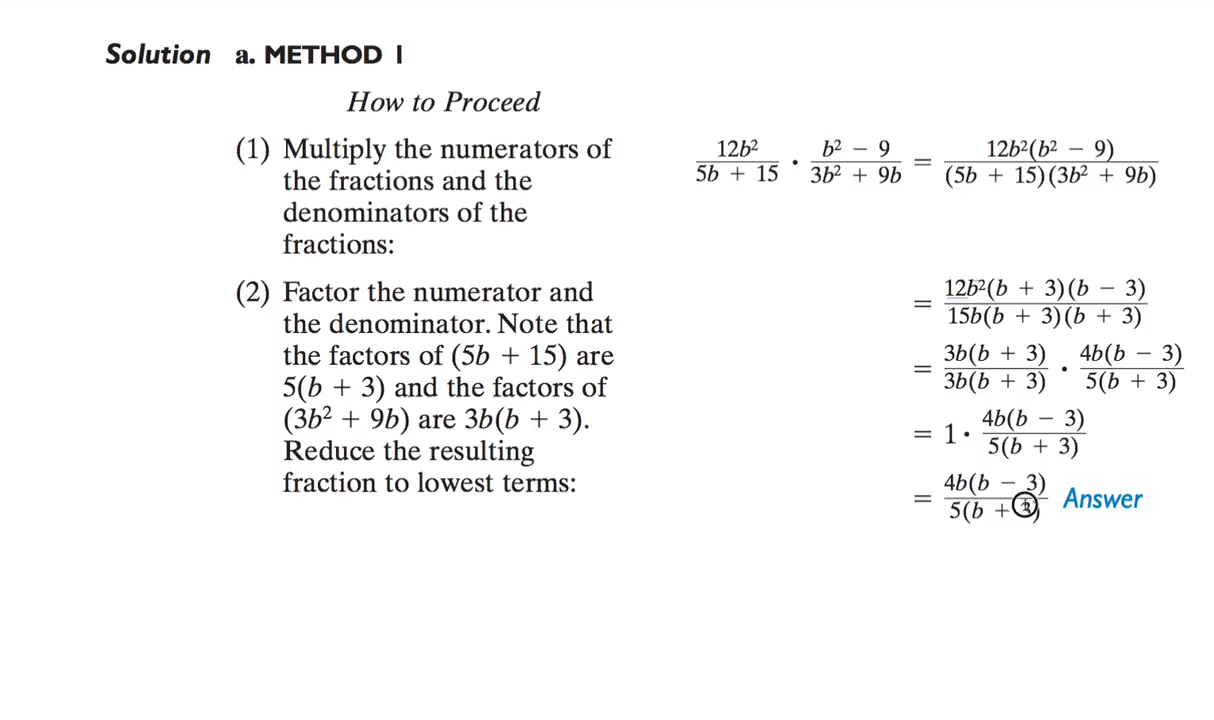 Solution a. METHOD 1
How to Proceed
(1) Multiply the numerators of
the fractions and the
denominators of the
fractions:
12b²/(5b + 15) · (b² − 9)/(3b² + 9b) = 12b²(b² − 9)/((5b + 15)(3b² + 9b))
(2) Factor the numerator and
the denominator. Note that
the factors of (5b + 15) are
5(b + 3) and the factors of
(3b² + 9b) are 3b(b + 3).
Reduce the resulting
fraction to lowest terms:
= 12b²(b + 3)(b − 3)/(15b(b + 3)(b + 3))
= 3b(b + 3)/(3b(b + 3)) · 4b(b − 3)/(5(b + 3))
= 1 · 4b(b − 3)/(5(b + 3))
= 4b(b − 3)/(5(b + 3)) Answer